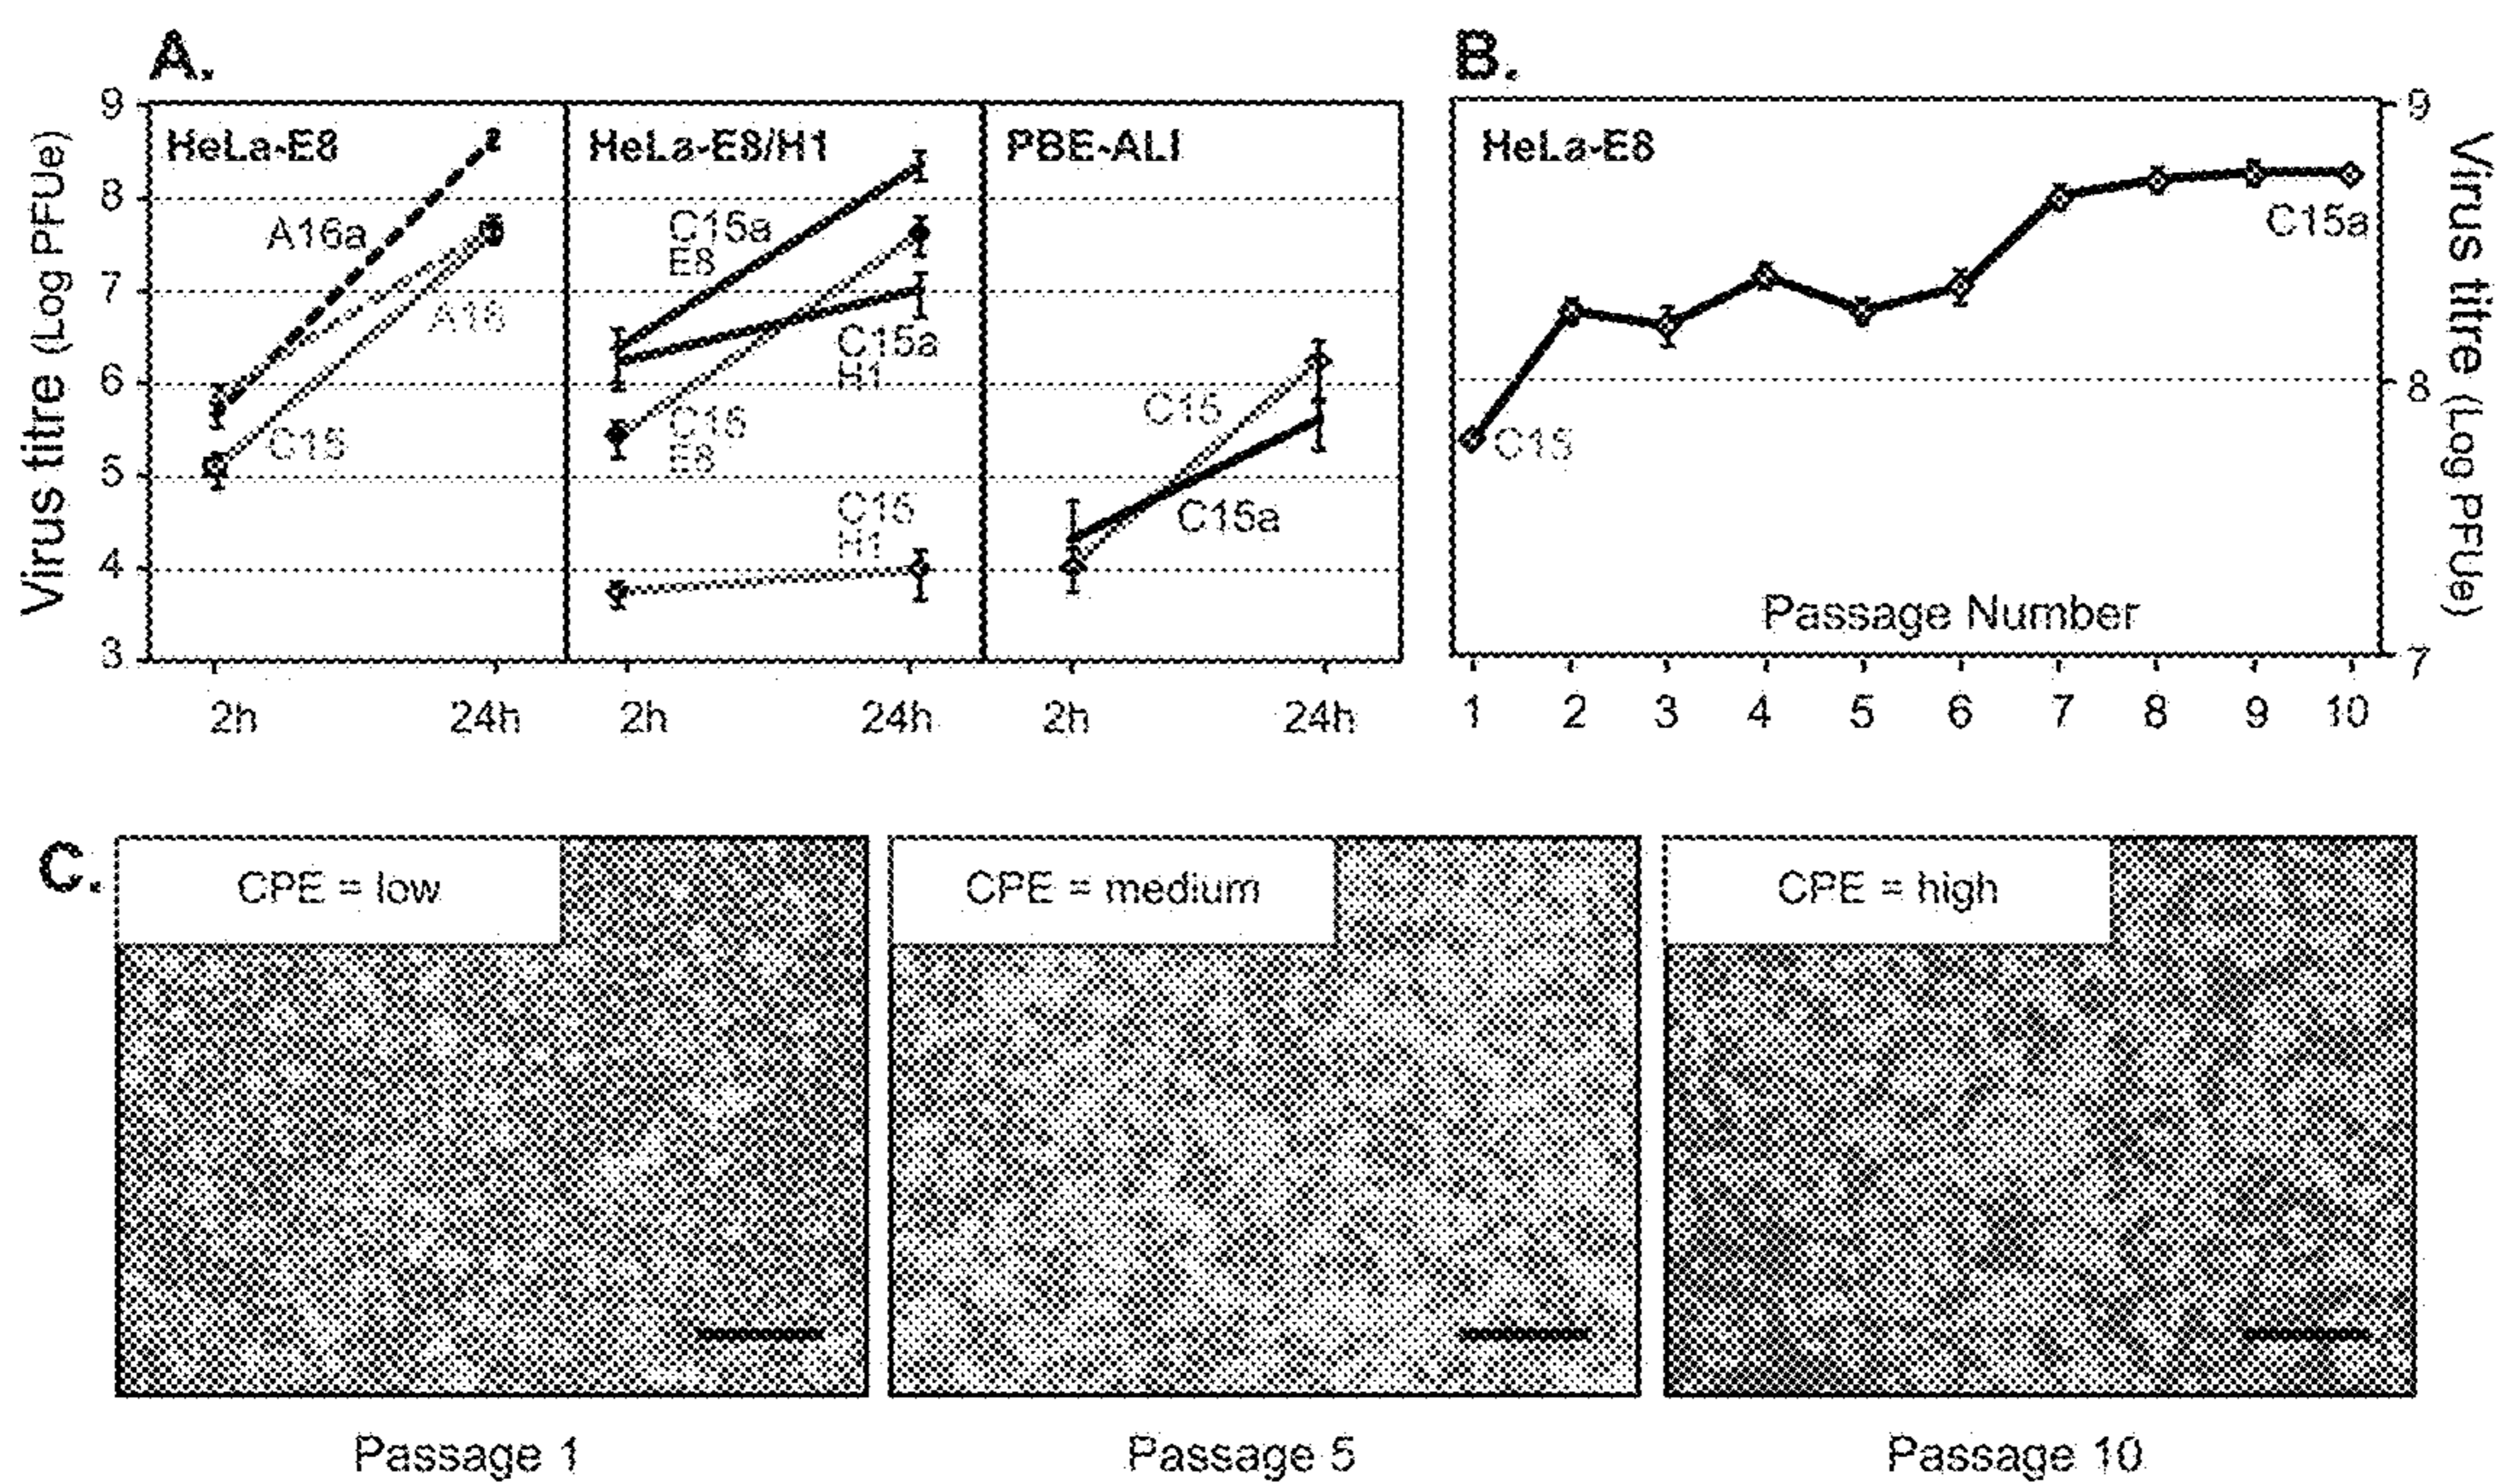 A.
Virus titre (Log PFUe)
9
8
7
6
5
4
3
HeLa-E8
A16a
A16
C15
2h
24h
HeLa-E8/H1
C15a
E8
C15a
H1
C15
E8
C15
H1
2h
24h
PBE-ALI
C15
C15a
2h
24h
B.
HeLa-E8
C15
C15a
Passage Number
1 2 3 4 5 6 7 8 9 10
9
8
7
Virus titre (Log PFUe)
C.
CPE = low
CPE = medium
CPE = high
Passage 1
Passage 5
Passage 10